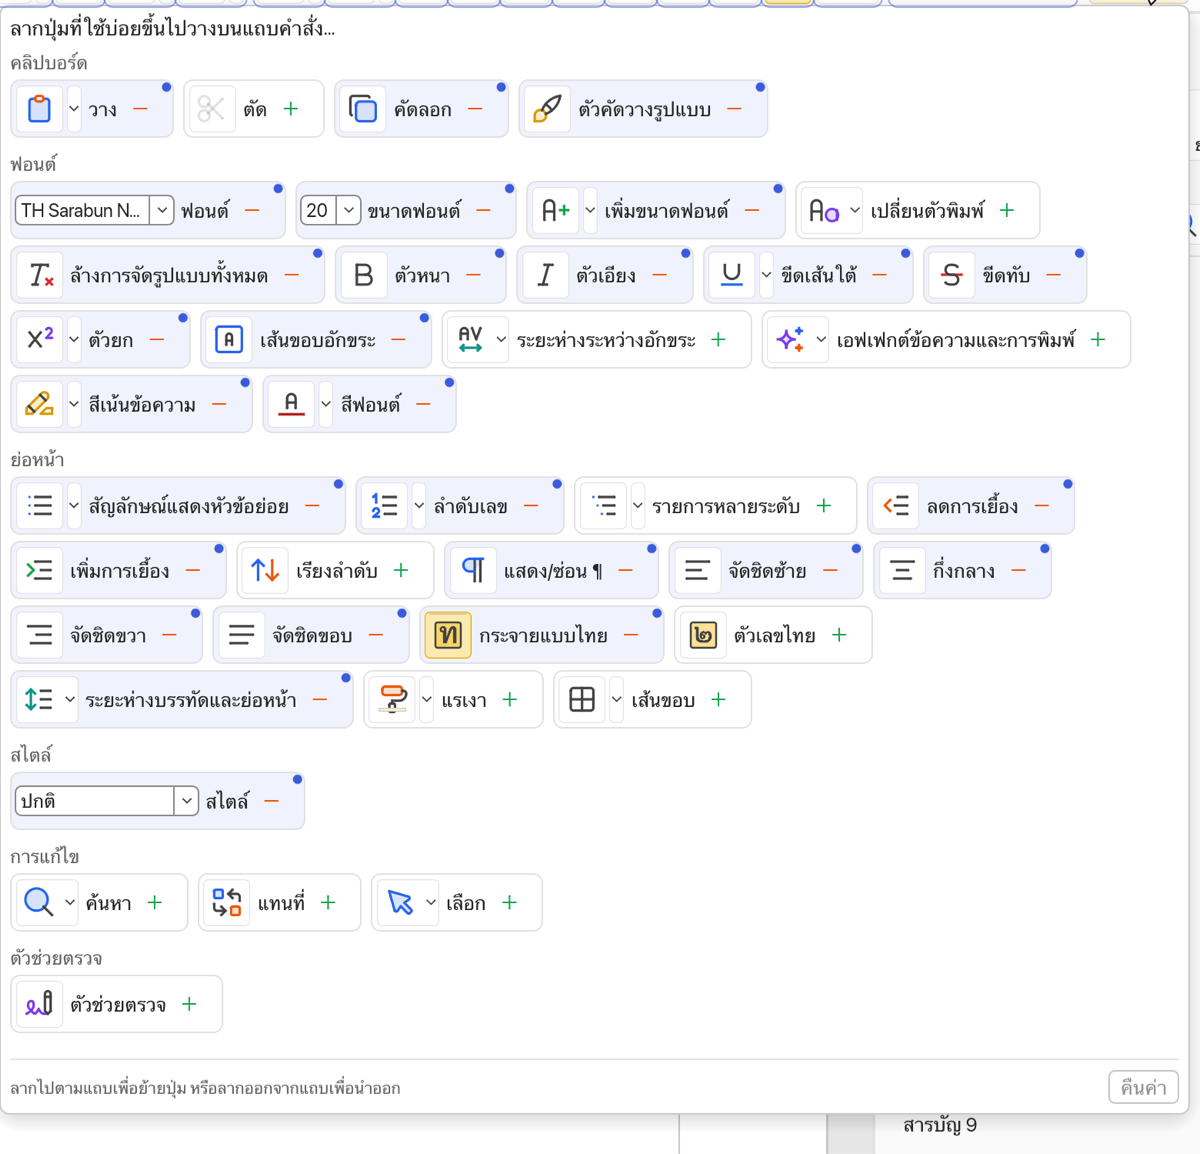 ลากปุ่มที่ใช้บ่อยขึ้นไปวางบนแถบคำสั่ง...
คลิปบอร์ด
วาง ตัด คัดลอก ตัวคัดวางรูปแบบ
ฟอนต์
TH Sarabun N... ฟอนต์ 20 ขนาดฟอนต์ เพิ่มขนาดฟอนต์ เปลี่ยนตัวพิมพ์
ล้างการจัดรูปแบบทั้งหมด B ตัวหนา I ตัวเอียง U ขีดเส้นใต้ S ขีดทับ
X² ตัวยก A เส้นขอบอักขระ AV ระยะห่างระหว่างอักขระ เอฟเฟกต์ข้อความและการพิมพ์
สีเน้นข้อความ A สีฟอนต์
ย่อหน้า
สัญลักษณ์แสดงหัวข้อย่อย ลำดับเลข รายการหลายระดับ ลดการเยื้อง
เพิ่มการเยื้อง เรียงลำดับ ¶ แสดง/ซ่อน ¶ จัดชิดซ้าย กึ่งกลาง
จัดชิดขวา จัดชิดขอบ ท กระจายแบบไทย ๒ ตัวเลขไทย
ระยะห่างบรรทัดและย่อหน้า แรเงา เส้นขอบ
สไตล์
ปกติ สไตล์
การแก้ไข
ค้นหา แทนที่ เลือก
ตัวช่วยตรวจ
ตัวช่วยตรวจ
ลากไปตามแถบเพื่อย้ายปุ่ม หรือลากออกจากแถบเพื่อนำออก คืนค่า
สารบัญ 9